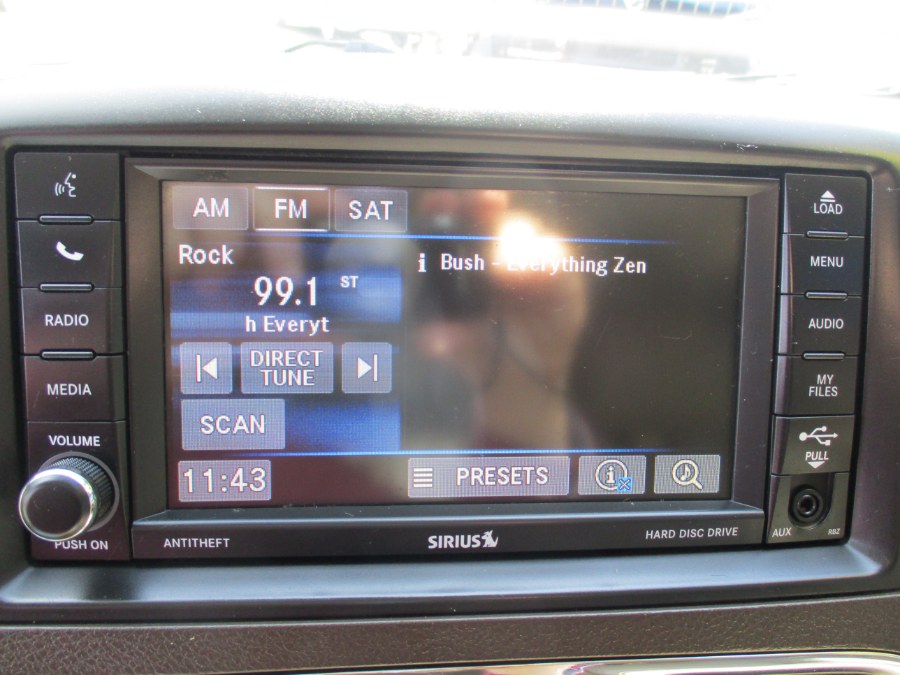 AM FM SAT
Rock
99.1 ST
h Everyt
DIRECT
TUNE
SCAN
11:43
i Bush - Everything Zen
PRESETS
i
RADIO
MEDIA
VOLUME
PUSH ON
ANTITHEFT
SIRIUS
HARD DISC DRIVE
LOAD
MENU
AUDIO
MY
FILES
PULL
AUX
RBZ